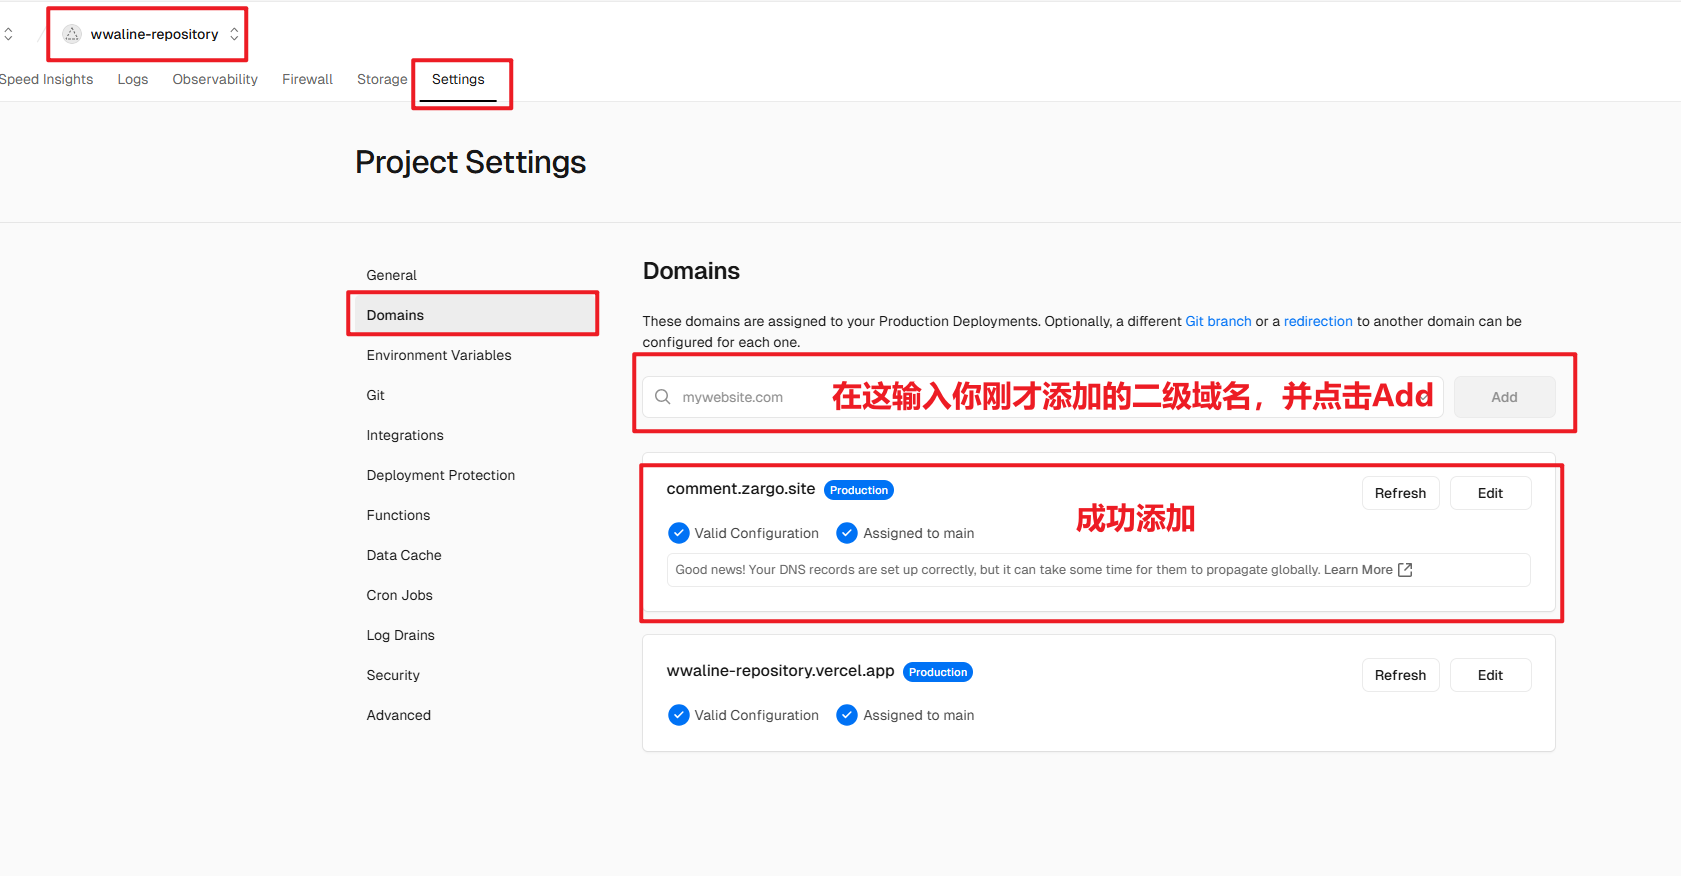 wwaline-repository
Speed Insights Logs Observability Firewall Storage Settings
Project Settings
General
Domains
Environment Variables
Git
Integrations
Deployment Protection
Functions
Data Cache
Cron Jobs
Log Drains
Security
Advanced
Domains
These domains are assigned to your Production Deployments. Optionally, a different Git branch or a redirection to another domain can be
configured for each one.
mywebsite.com 在这输入你刚才添加的二级域名，并点击Add Add
comment.zargo.site Production Refresh Edit
成功添加
Valid Configuration Assigned to main
Good news! Your DNS records are set up correctly, but it can take some time for them to propagate globally. Learn More
wwaline-repository.vercel.app Production Refresh Edit
Valid Configuration Assigned to main